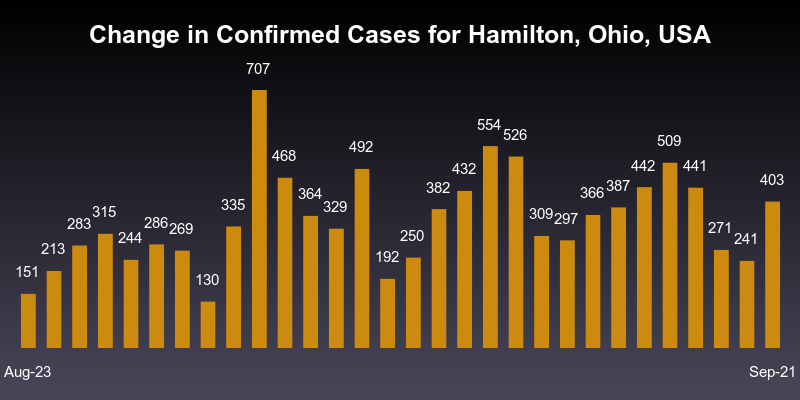 Change in Confirmed Cases for Hamilton, Ohio, USA
151 213 283 315 244 286 269 130 335 707 468 364 329 492 192 250 382 432 554 526 309 297 366 387 442 509 441 271 241 403
Aug-23 Sep-21